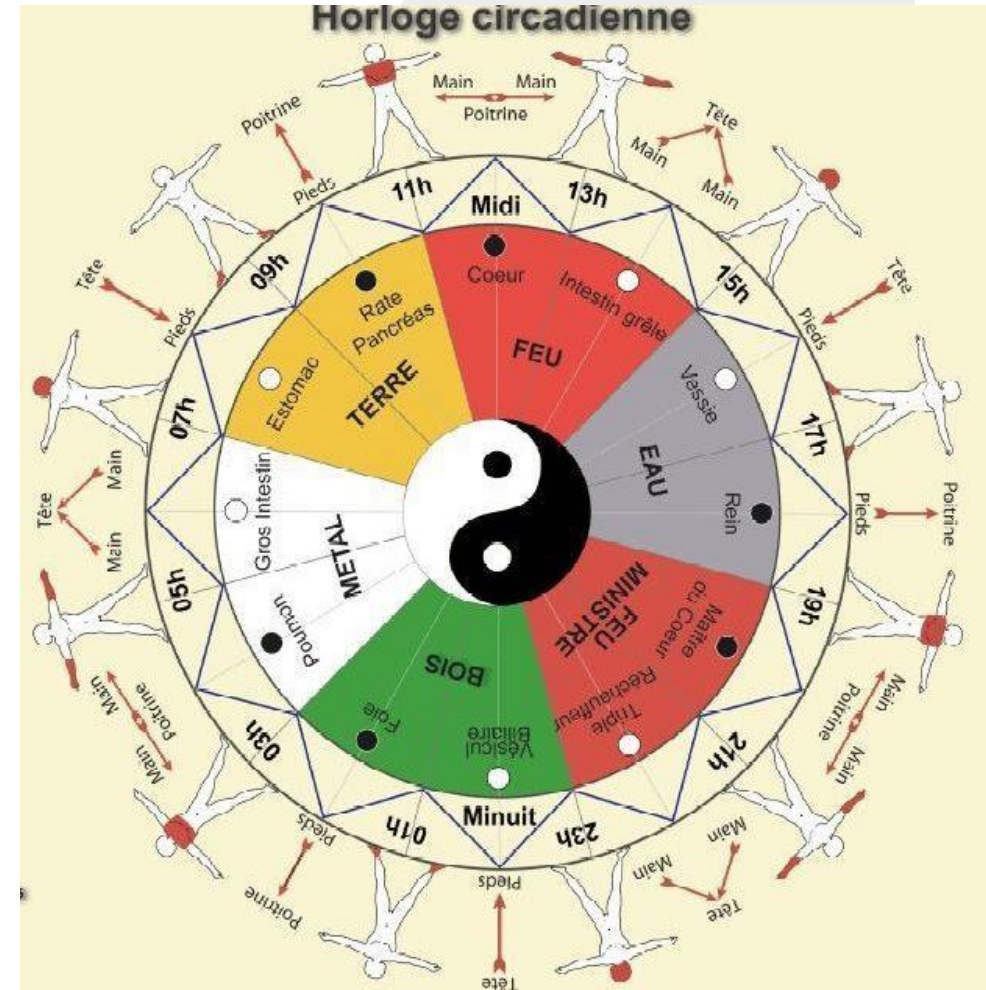 Horloge circadienne
Main Main
Poitrine
Tête
Main
Main
Tête
Pieds
Pieds
Poitrine
Main
Poitrine
Main
Main
Main
Tête
Pieds
Tête
Pieds
Poitrine
Main
Poitrine
Main
Main
Tête
Main
Tête
Pieds
Poitrine
Pieds
Midi
13h
15h
17h
19h
21h
23h
Minuit
01h
03h
05h
07h
09h
11h
Coeur
Intestin grêle
FEU
Vessie
Rein
EAU
Maître
du Coeur
Triple
Réchauffeur
FEU
MINISTRE
Vésicul
Biliaire
Foie
BOIS
Poumon
Gros Intestin
METAL
Estomac
Rate
Pancréas
TERRE